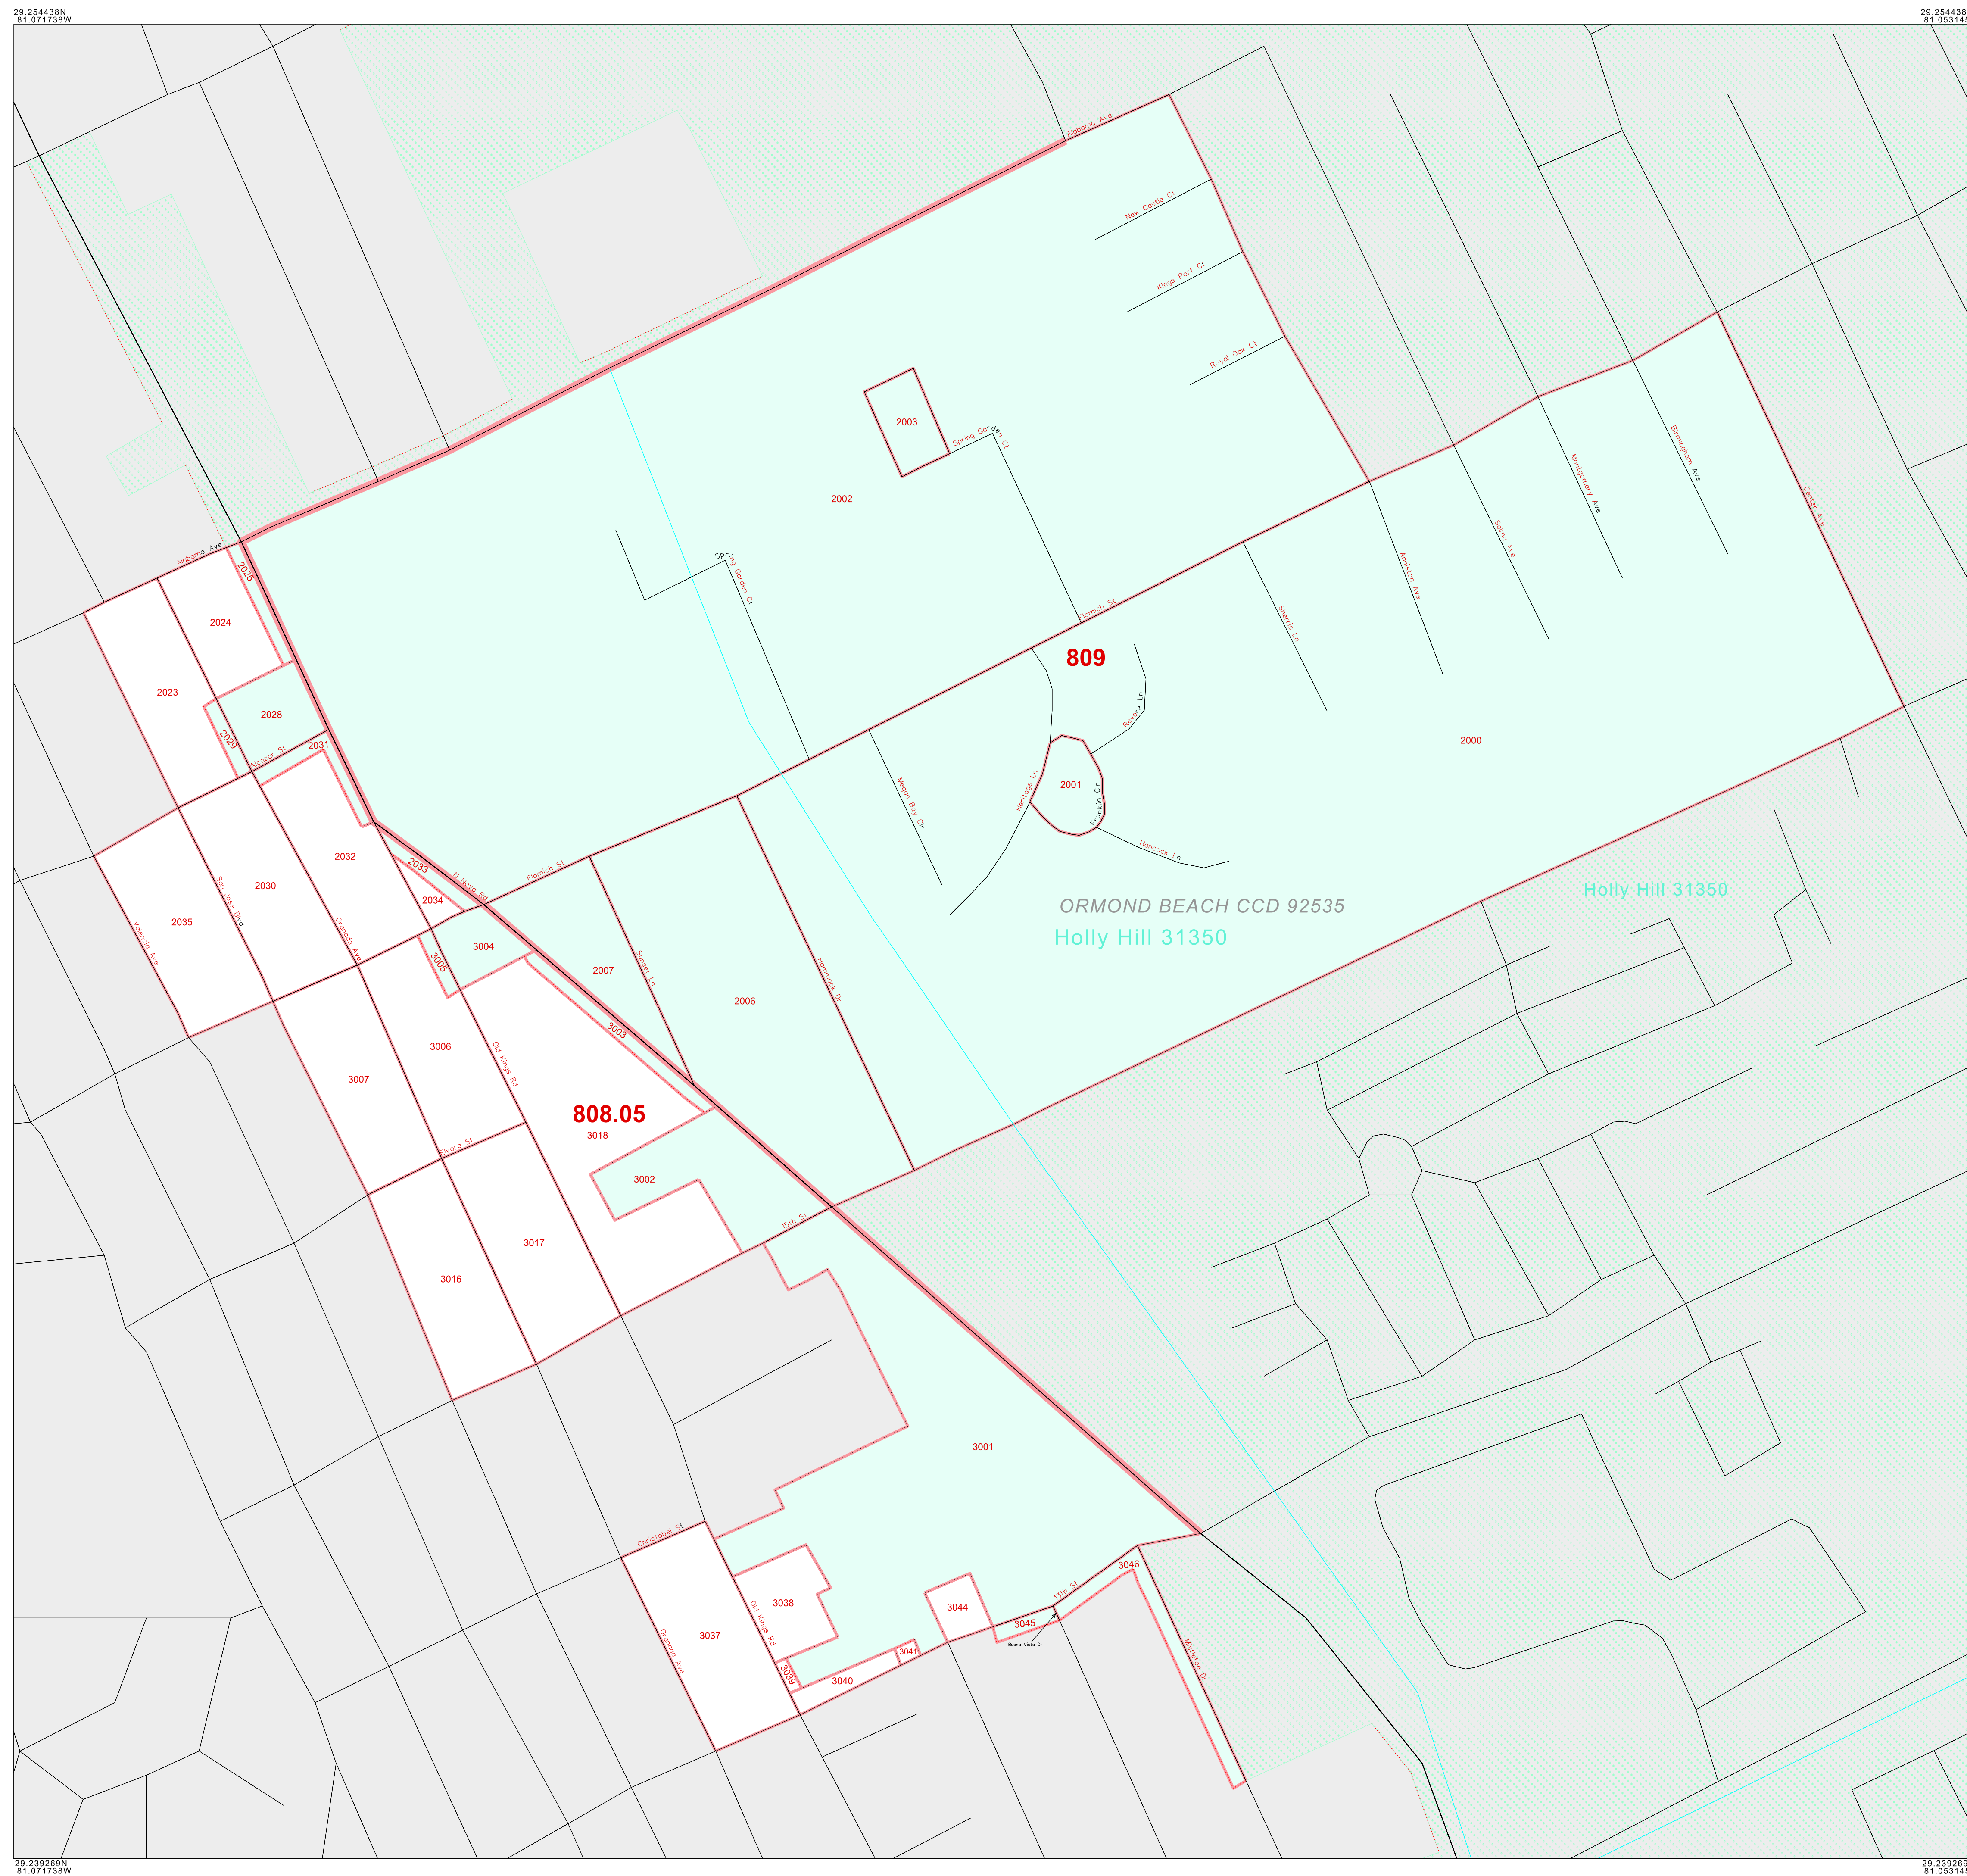 29.254438N
81.071738W
29.254438
81.053145
Alabama Ave
New Castle Ct
Kings Port Ct
Royal Oak Ct
2003
Spring Garden Ct
2002
Birmingham Ave
Montgomery Ave
Center Ave
Selma Ave
Anniston Ave
Alabama Ave
2025
Spring Garden Ct
2024
Flomich St
Sherris Ln
809
2023
2028
Revere Ln
2029
2031
Alcazar St
2000
Heritage Ln
2001
Franklin Cir
Megan Bay Cir
Hancock Ln
2032
2033
N Nova Rd
Flomich St
2030
San Jose Blvd
2034
2035
Valencia Ave
Granada Ave
Holly Hill 31350
ORMOND BEACH CCD 92535
Holly Hill 31350
3004
3005
2007
Sunset Ln
Hammock Dr
2006
3003
3006
Old Kings Rd
3007
808.05
3018
Elvora St
3002
15th St
3017
3016
3001
Christobel St
3046
13th St
3038
Old Kings Rd
3044
3045
Buena Vista Dr
3037
Granada Ave
3041
3039
3040
Mistletoe Dr
29.239269N
81.071738W
29.239269
81.053145